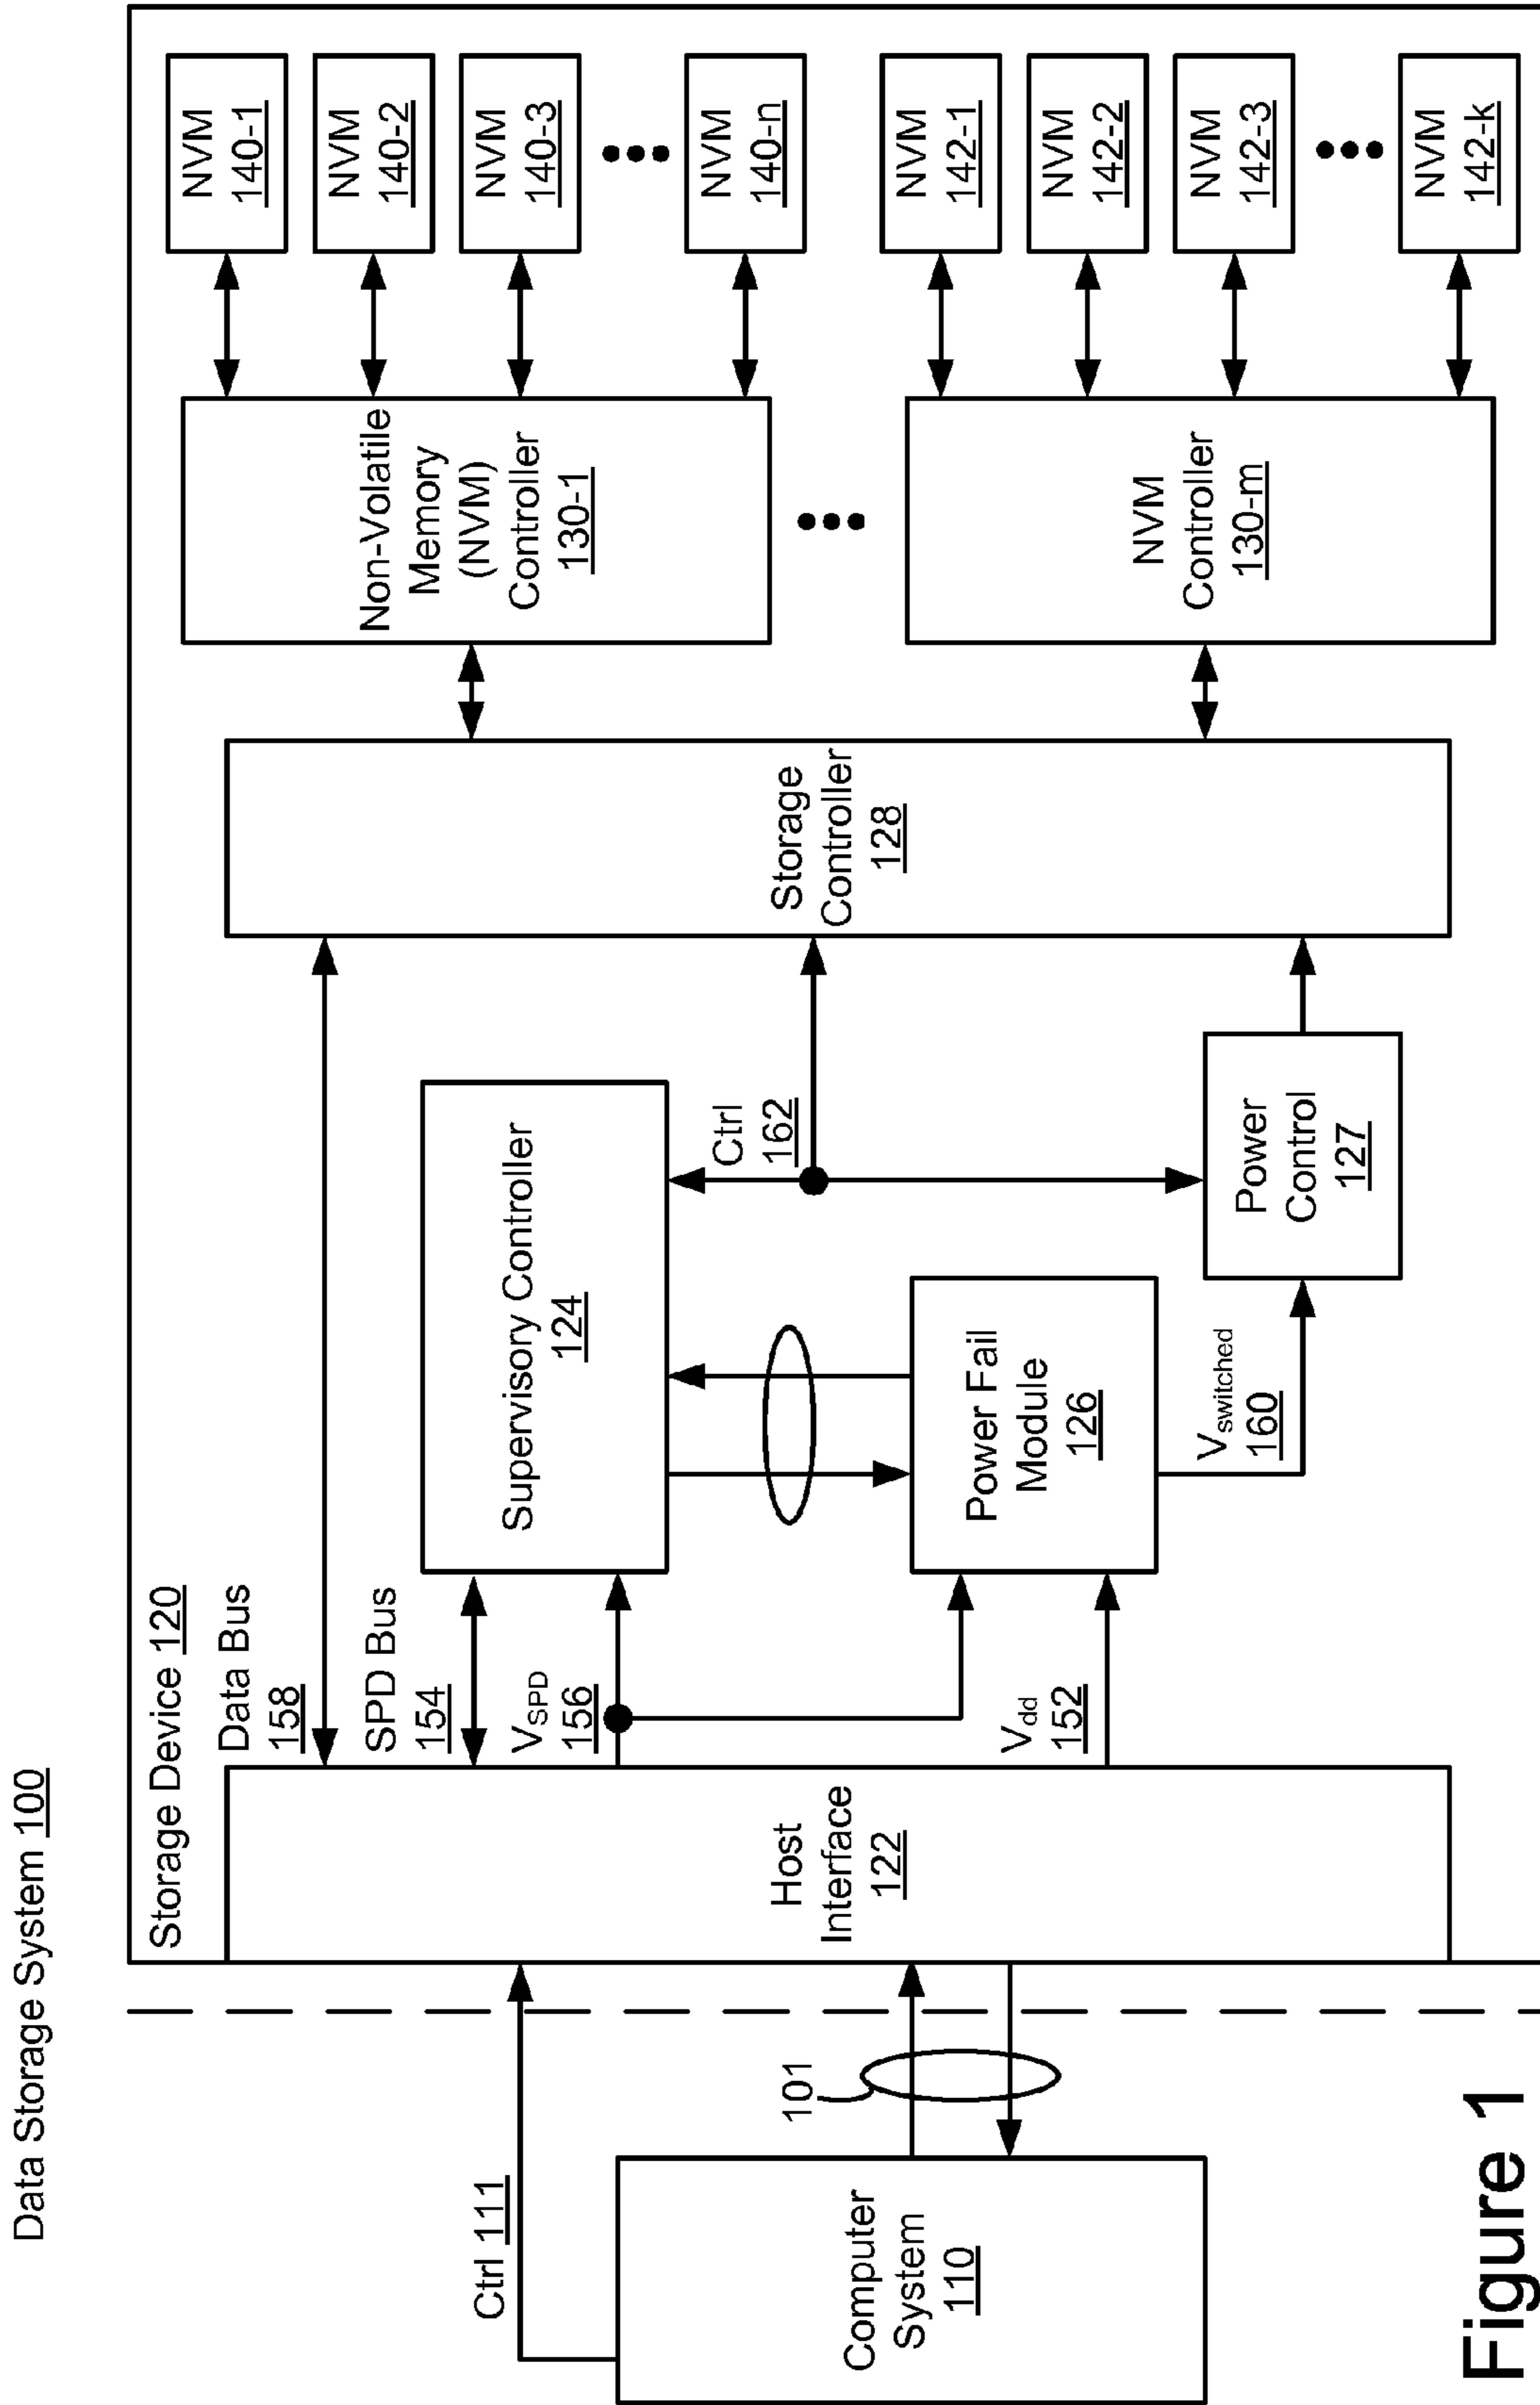 Data Storage System 100
Storage Device 120
Computer
System
110
Ctrl 111
101
Host
Interface
122
Data Bus
158
SPD Bus
154
VSPD
156
Vdd
152
Supervisory Controller
124
Power Fail
Module
126
Vswitched
160
Ctrl
162
Power
Control
127
Storage
Controller
128
Non-Volatile
Memory
(NVM)
Controller
130-1
NVM
Controller
130-m
NVM
140-1
NVM
140-2
NVM
140-3
NVM
140-n
NVM
142-1
NVM
142-2
NVM
142-3
NVM
142-k
Figure 1